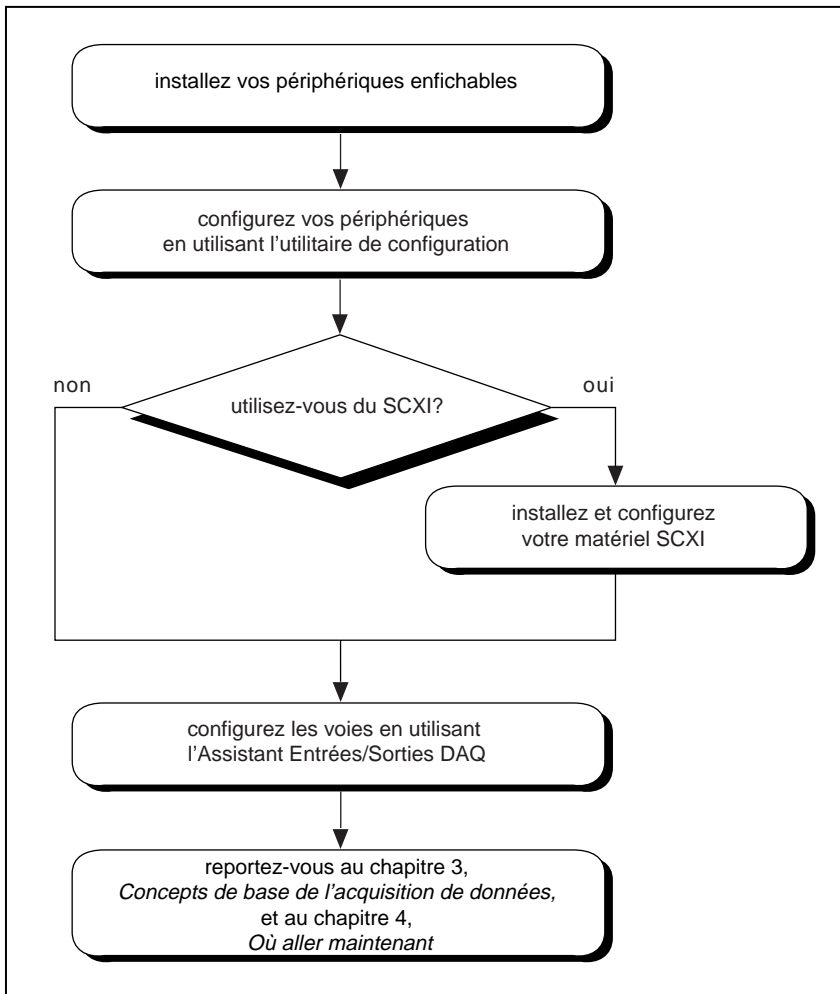 installez vos périphériques enfichables
configurez vos périphériques
en utilisant l'utilitaire de configuration
non
utilisez-vous du SCXI?
oui
installez et configurez
votre matériel SCXI
configurez les voies en utilisant
l'Assistant Entrées/Sorties DAQ
reportez-vous au chapitre 3,
Concepts de base de l'acquisition de données,
et au chapitre 4,
Où aller maintenant